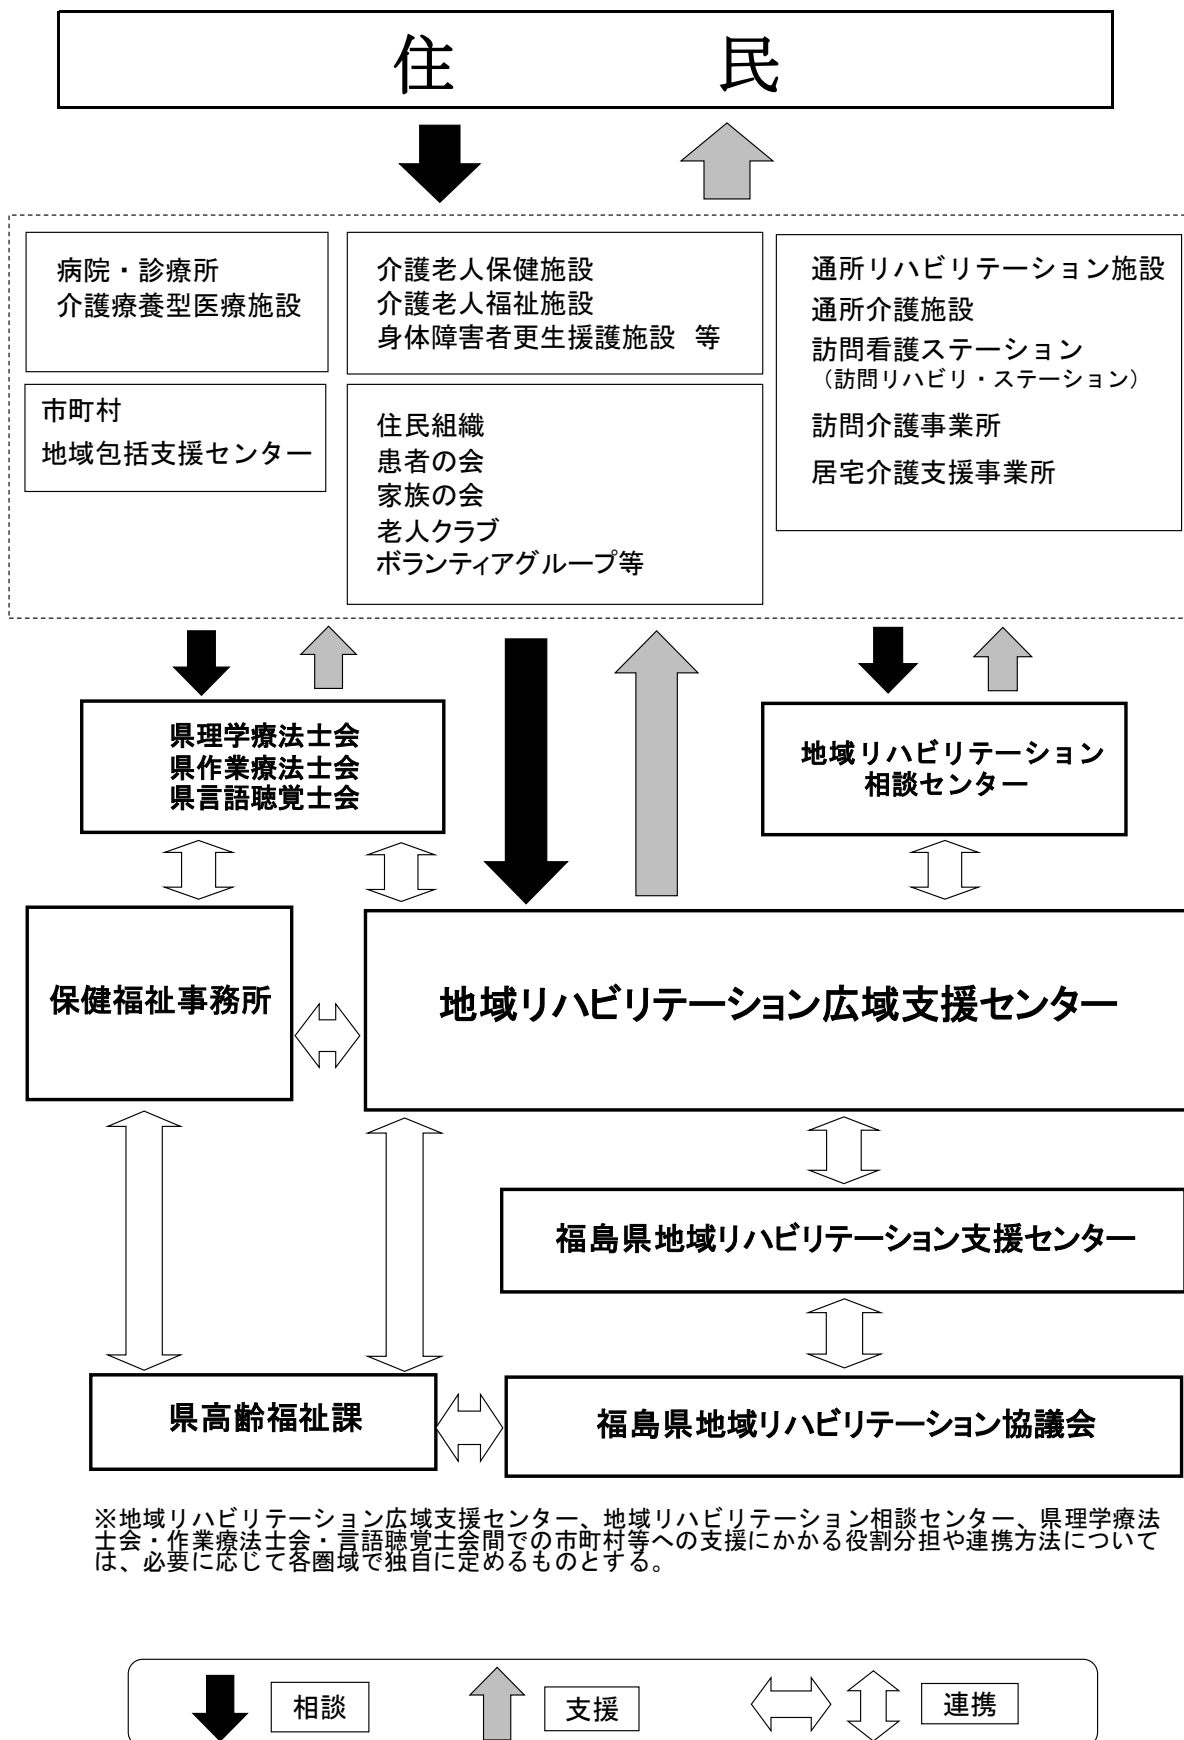 住　民
病院・診療所
介護療養型医療施設
介護老人保健施設
介護老人福祉施設
身体障害者更生援護施設　等
通所リハビリテーション施設
通所介護施設
訪問看護ステーション
（訪問リハビリ・ステーション）
訪問介護事業所
居宅介護支援事業所
市町村
地域包括支援センター
住民組織
患者の会
家族の会
老人クラブ
ボランティアグループ等
県理学療法士会
県作業療法士会
県言語聴覚士会
地域リハビリテーション
相談センター
保健福祉事務所
地域リハビリテーション広域支援センター
福島県地域リハビリテーション支援センター
県高齢福祉課
福島県地域リハビリテーション協議会
※地域リハビリテーション広域支援センター、地域リハビリテーション相談センター、県理学療法
士会・作業療法士会・言語聴覚士会間での市町村等への支援にかかる役割分担や連携方法について
は、必要に応じて各圏域で独自に定めるものとする。
相談
支援
連携